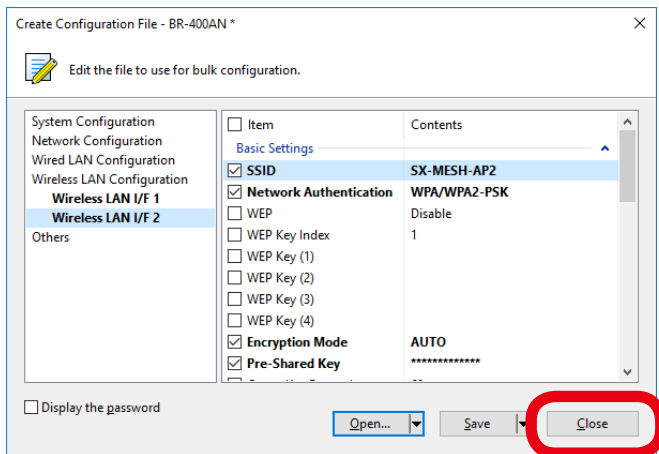 Create Configuration File - BR-400AN *
Edit the file to use for bulk configuration.
System Configuration
Network Configuration
Wired LAN Configuration
Wireless LAN Configuration
Wireless LAN I/F 1
Wireless LAN I/F 2
Others
Item Contents
Basic Settings
SSID SX-MESH-AP2
Network Authentication WPA/WPA2-PSK
WEP Disable
WEP Key Index 1
WEP Key (1)
WEP Key (2)
WEP Key (3)
WEP Key (4)
Encryption Mode AUTO
Pre-Shared Key *************
Display the password
Open... Save Close